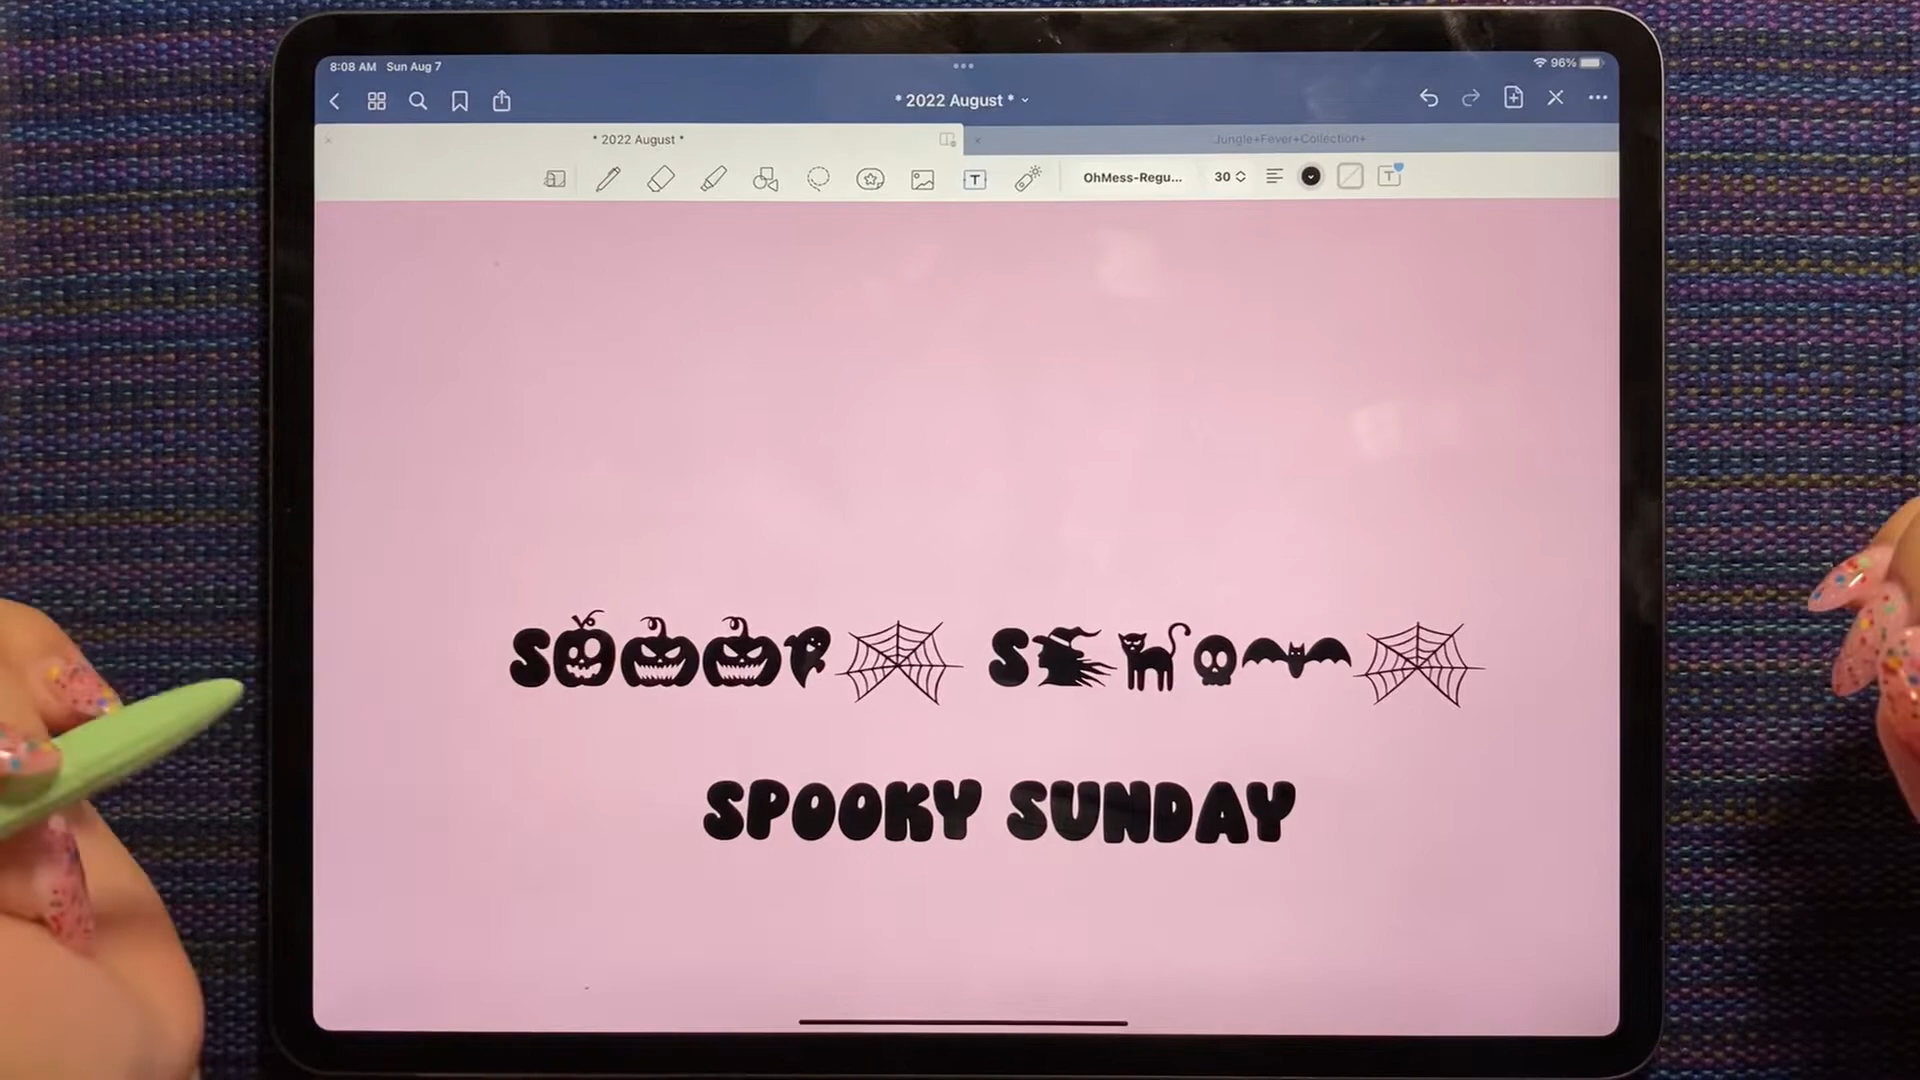 8:08 AM Sun Aug 7
96%
* 2022 August *
* 2022 August *
Jungle+Fever+Collection+
OhMess-Regu...
30
T
T
S S
SPOOKY SUNDAY